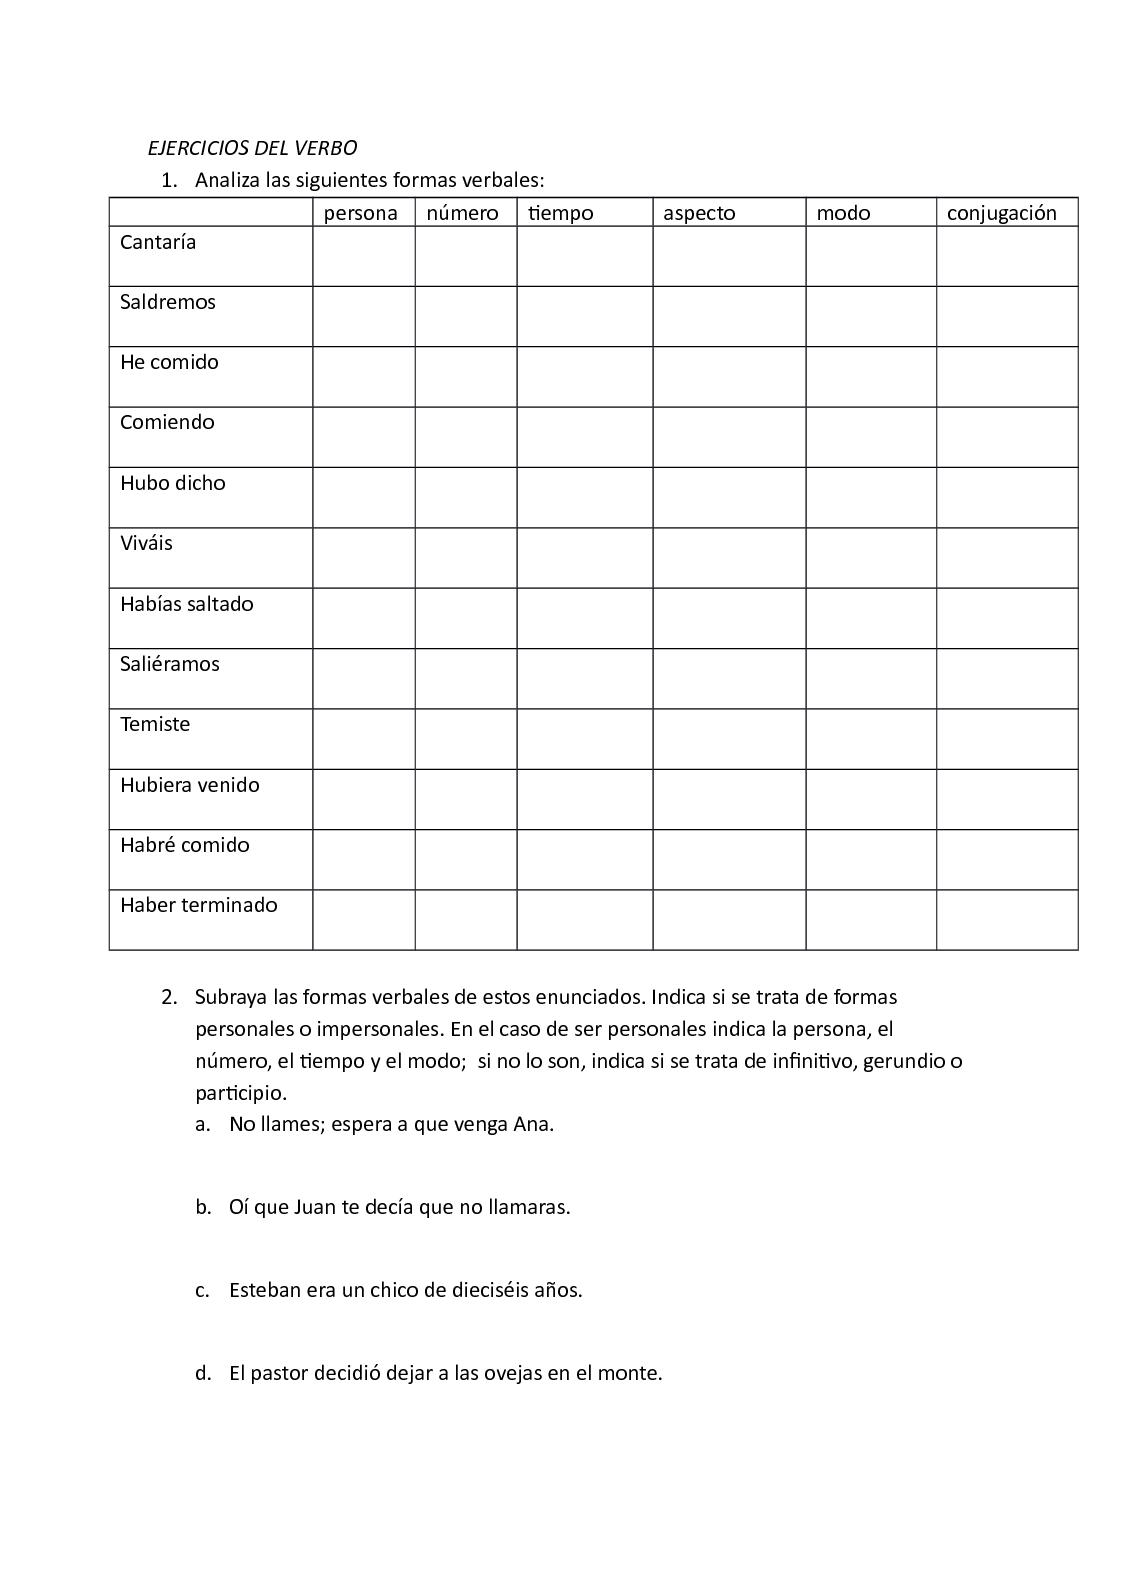 EJERCICIOS DEL VERBO
1. Analiza las siguientes formas verbales:
persona número tiempo aspecto modo conjugación
Cantaría
Saldremos
He comido
Comiendo
Hubo dicho
Viváis
Habías saltado
Saliéramos
Temiste
Hubiera venido
Habré comido
Haber terminado
2. Subraya las formas verbales de estos enunciados. Indica si se trata de formas
personales o impersonales. En el caso de ser personales indica la persona, el
número, el tiempo y el modo; si no lo son, indica si se trata de infinitivo, gerundio o
participio.
a. No llames; espera a que venga Ana.
b. Oí que Juan te decía que no llamaras.
c. Esteban era un chico de dieciséis años.
d. El pastor decidió dejar a las ovejas en el monte.